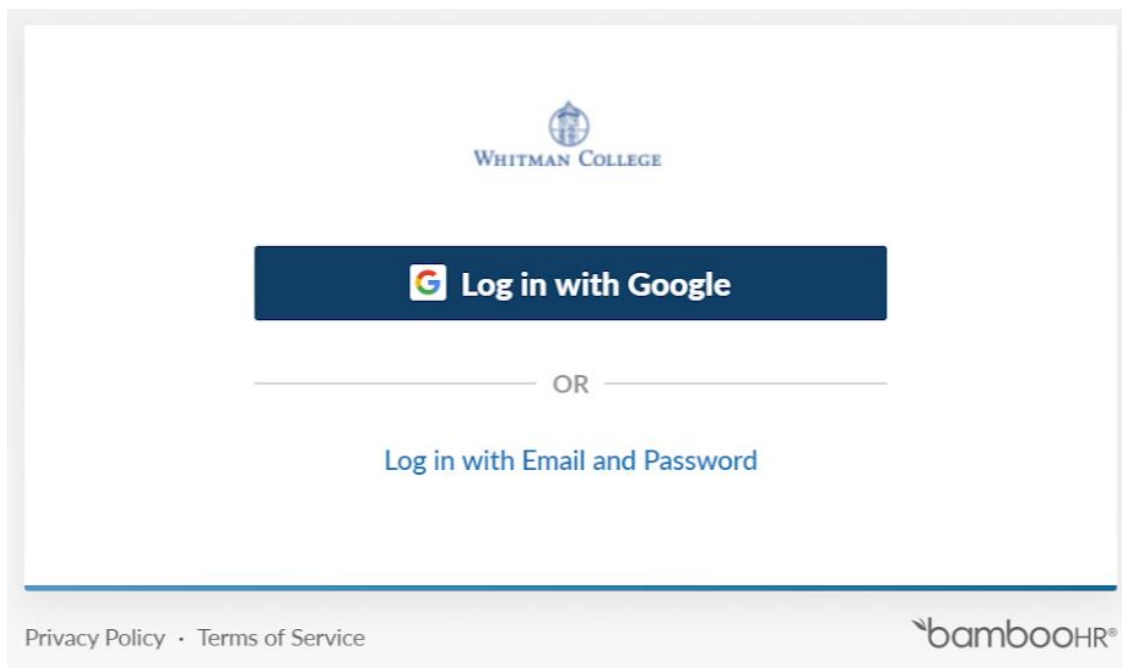 WHITMAN COLLEGE
G Log in with Google
OR
Log in with Email and Password
Privacy Policy · Terms of Service
bambooHR®